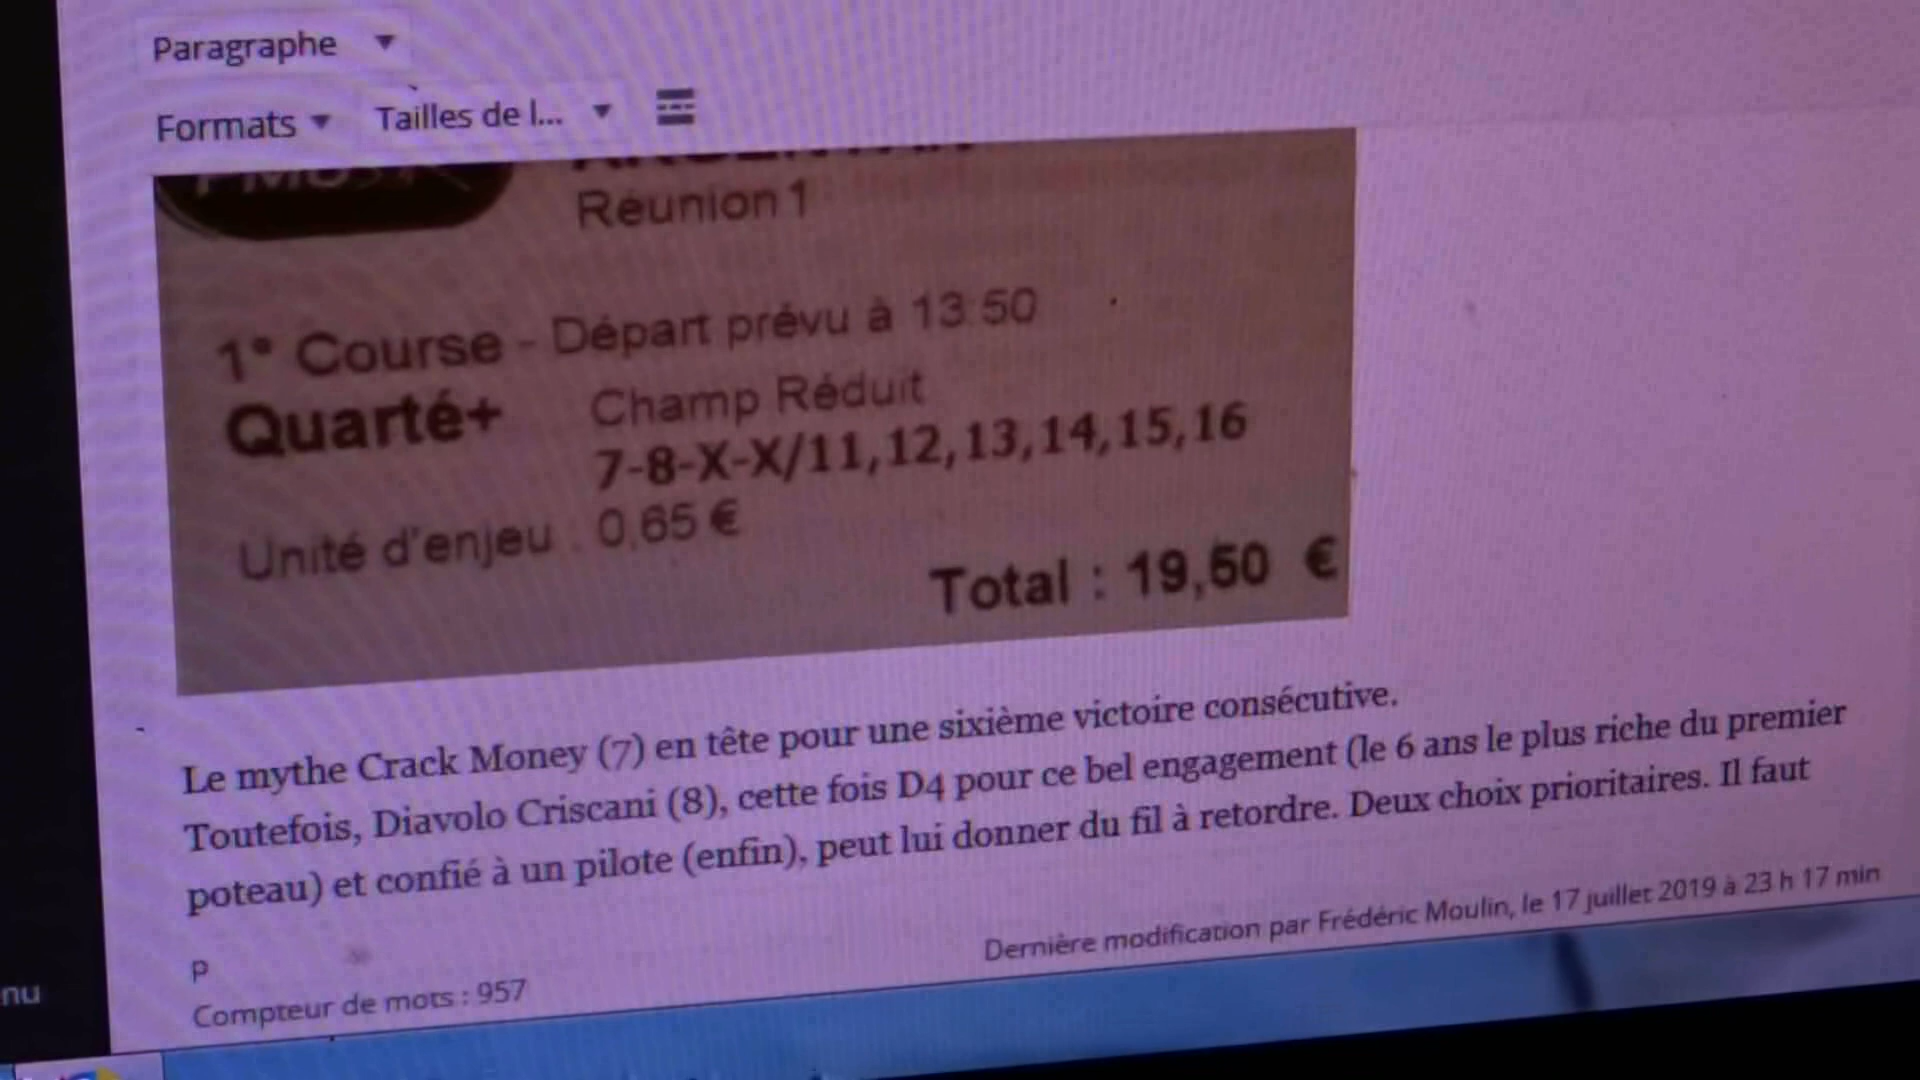 Paragraphe
Formats
Tailles de l...
Réunion 1
1° Course - Départ prévu à 13:50
Quarté+ Champ Réduit
7-8-X-X/11,12,13,14,15,16
Unité d'enjeu : 0,65 €
Total : 19,50 €
Le mythe Crack Money (7) en tête pour une sixième victoire consécutive.
Toutefois, Diavolo Criscani (8), cette fois D4 pour ce bel engagement (le 6 ans le plus riche du premier
poteau) et confié à un pilote (enfin), peut lui donner du fil à retordre. Deux choix prioritaires. Il faut
P
Dernière modification par Frédéric Moulin, le 17 juillet 2019 à 23 h 17 min
Compteur de mots : 957
nu